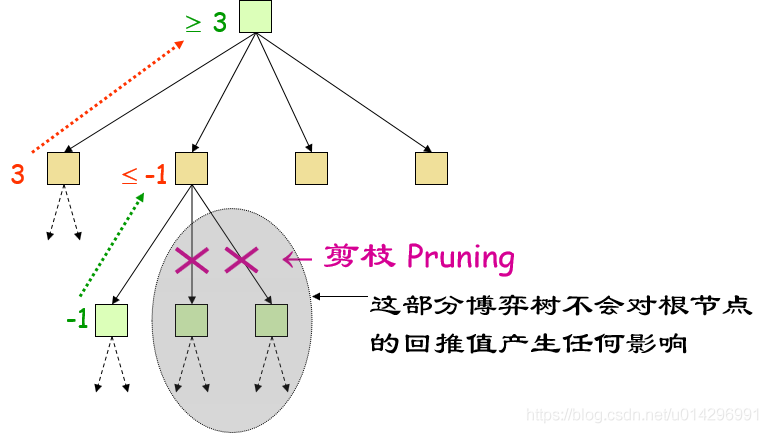 ≥ 3
3
≤ -1
← 剪枝 Pruning
-1
这部分博弈树不会对根节点
的回推值产生任何影响
https://blog.csdn.net/u014296991